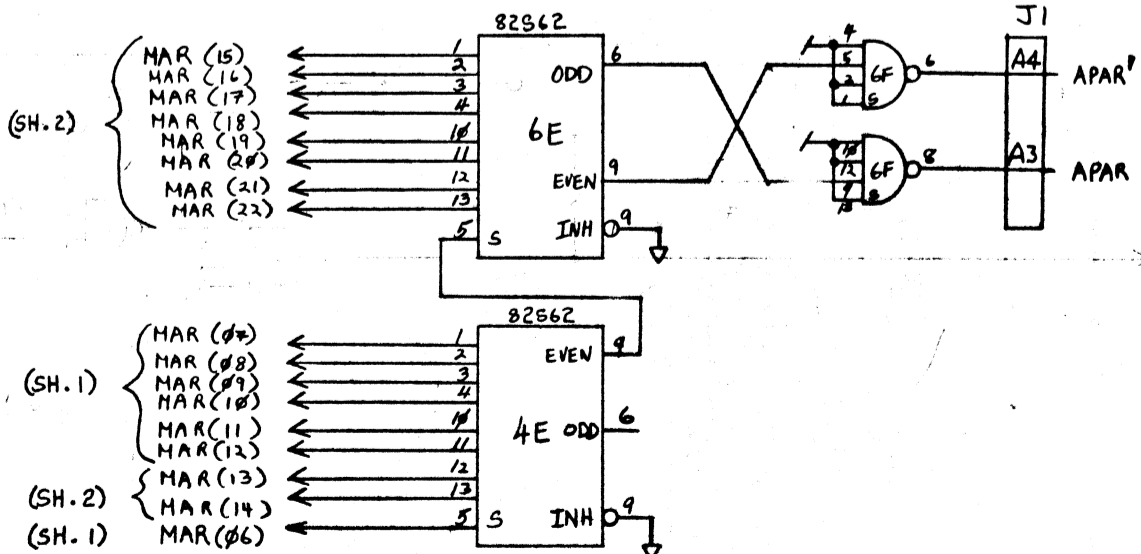 82S62
J1
MAR (15)
MAR (16)
MAR (17)
MAR (18)
MAR (19)
MAR (2Ø)
MAR (21)
MAR (22)
(SH.2)
1
2
3
4
1Ø
11
12
13
5 S
ODD 6
6E
EVEN 9
INH 9
4
5
2
1
6F
S
6
A4 APAR'
1Ø
12
9
13
6F
S
8
A3 APAR
82S62
MAR (Ø7)
MAR (Ø8)
MAR (Ø9)
MAR (1Ø)
MAR (11)
MAR (12)
(SH.1)
MAR (13)
MAR (14)
(SH.2)
(SH.1) MAR (Ø6)
1
2
3
4
1Ø
11
12
13
5 S
EVEN 9
4E ODD 6
INH 9